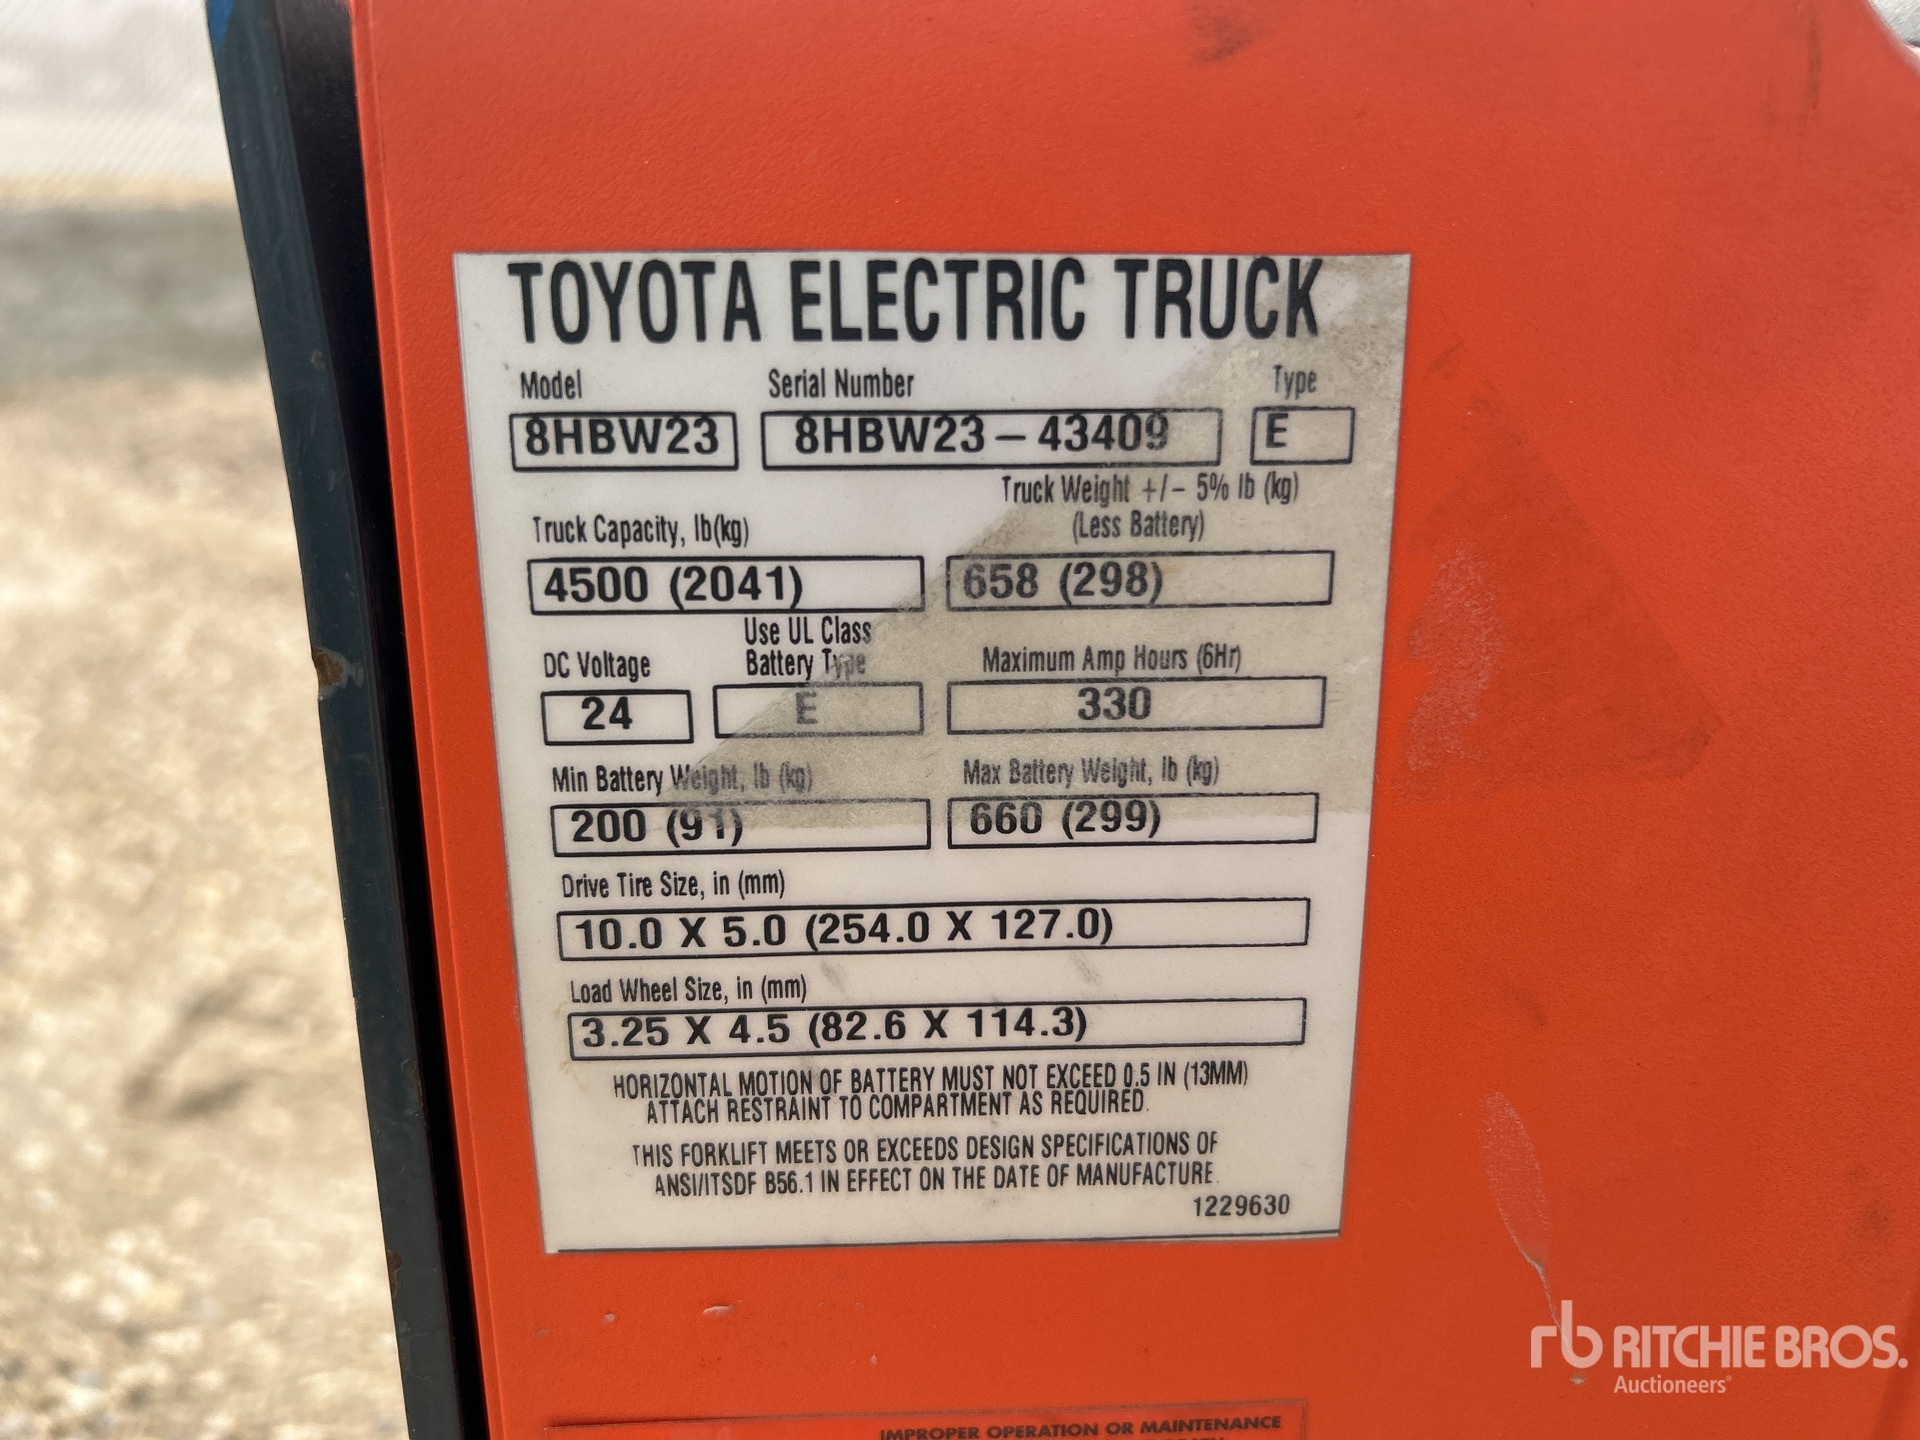 TOYOTA ELECTRIC TRUCK
Model Serial Number Type
8HBW23 8HBW23-43409 E
Truck Capacity, lb(kg) Truck Weight +/- 5% lb (kg)
(Less Battery)
4500 (2041) 658 (298)
DC Voltage Use UL Class
Battery Type Maximum Amp Hours (6Hr)
24 E 330
Min Battery Weight, lb (kg) Max Battery Weight, lb (kg)
200 (91) 660 (299)
Drive Tire Size, in (mm)
10.0 X 5.0 (254.0 X 127.0)
Load Wheel Size, in (mm)
3.25 X 4.5 (82.6 X 114.3)
HORIZONTAL MOTION OF BATTERY MUST NOT EXCEED 0.5 IN (13MM)
ATTACH RESTRAINT TO COMPARTMENT AS REQUIRED.
THIS FORKLIFT MEETS OR EXCEEDS DESIGN SPECIFICATIONS OF
ANSI/ITSDF B56.1 IN EFFECT ON THE DATE OF MANUFACTURE.
1229630
IMPROPER OPERATION OR MAINTENANCE
rb RITCHIE BROS.
Auctioneers